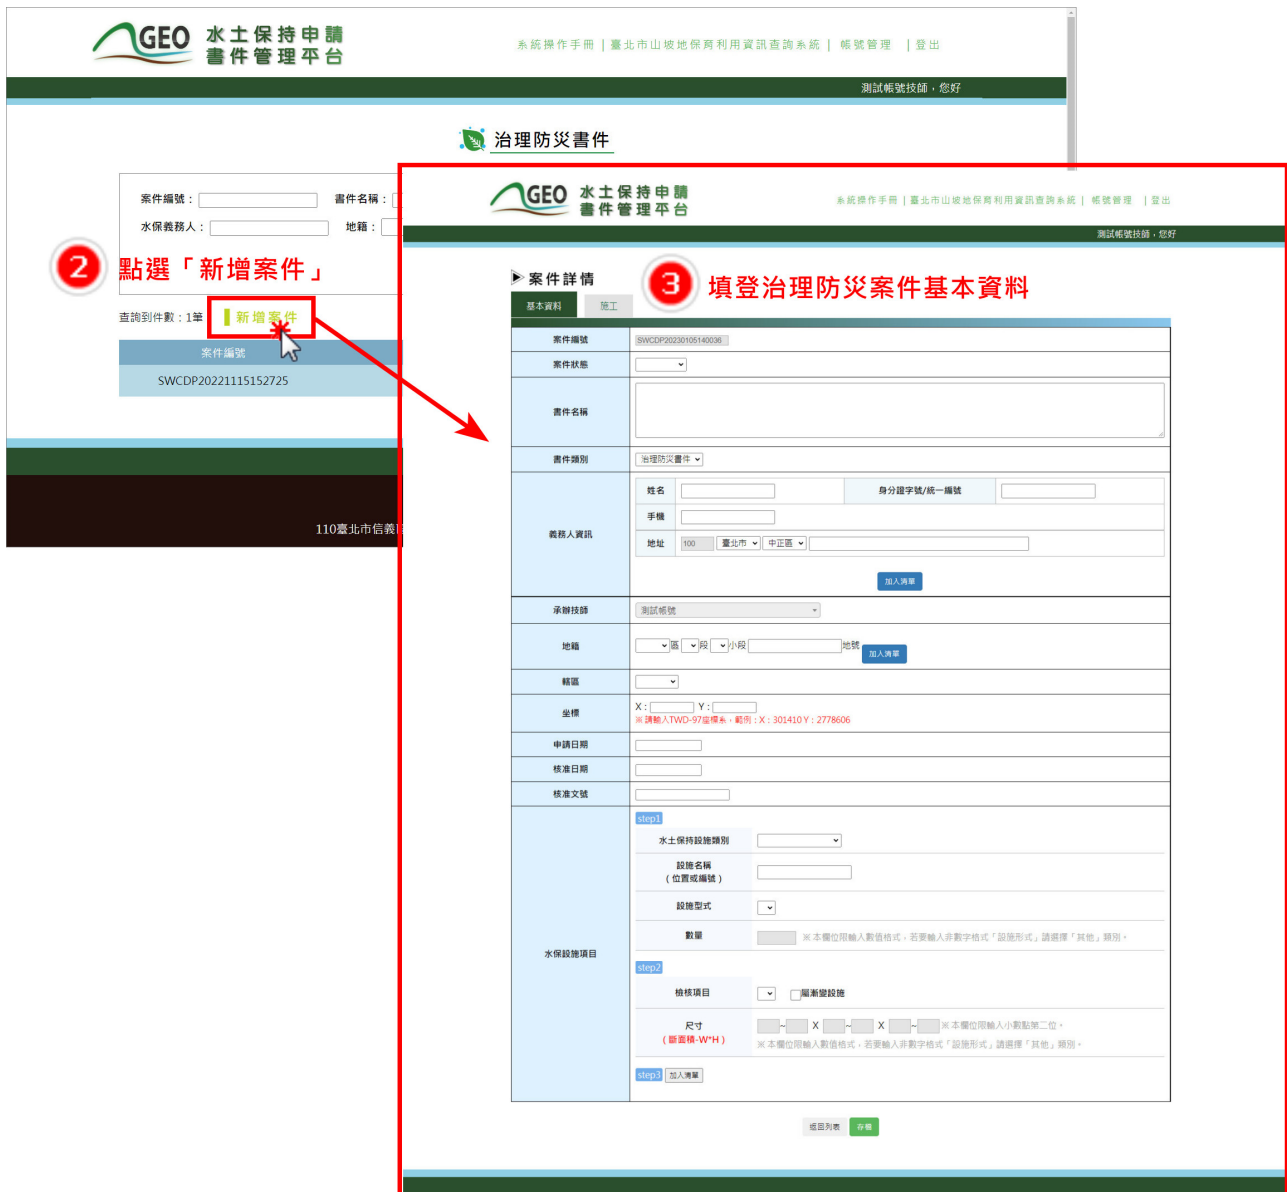 GEO 水土保持申請
書件管理平台
系統操作手冊 | 臺北市山坡地保育利用資訊查詢系統 | 帳號管理 | 登出
測試帳號技師，您好
治理防災書件
案件編號： 書件名稱：
水保義務人： 地籍：
2 點選「新增案件」
查詢到件數：1筆 新增案件
案件編號
SWCDP20221115152725
110臺北市信義
GEO 水土保持申請
書件管理平台
系統操作手冊 | 臺北市山坡地保育利用資訊查詢系統 | 帳號管理 | 登出
測試帳號技師，您好
案件詳情
3 填登治理防災案件基本資料
基本資料 施工
案件編號 SWCDP20230105140036
案件狀態
書件名稱
書件類別 治理防災書件
義務人資訊
姓名 身分證字號/統一編號
手機
地址 100 臺北市 中正區
加入清單
承辦技師 測試帳號
地籍 區 段 小段 地號 加入清單
轄區
坐標 X： Y：
※ 請輸入TWD-97座標系，範例：X：301410 Y：2778606
申請日期
核准日期
核准文號
水保設施項目
step1
水土保持設施類別
設施名稱
（位置或編號）
設施型式
數量 ※ 本欄位限輸入數值格式，若要輸入非數字格式「設施形式」請選擇「其他」類別。
step2
檢核項目 屬漸變設施
尺寸 ~ X ~ X ~ ※ 本欄位限輸入小數點第二位。
（斷面積-W*H） ※ 本欄位限輸入數值格式，若要輸入非數字格式「設施形式」請選擇「其他」類別。
step3 加入清單
返回列表 存檔